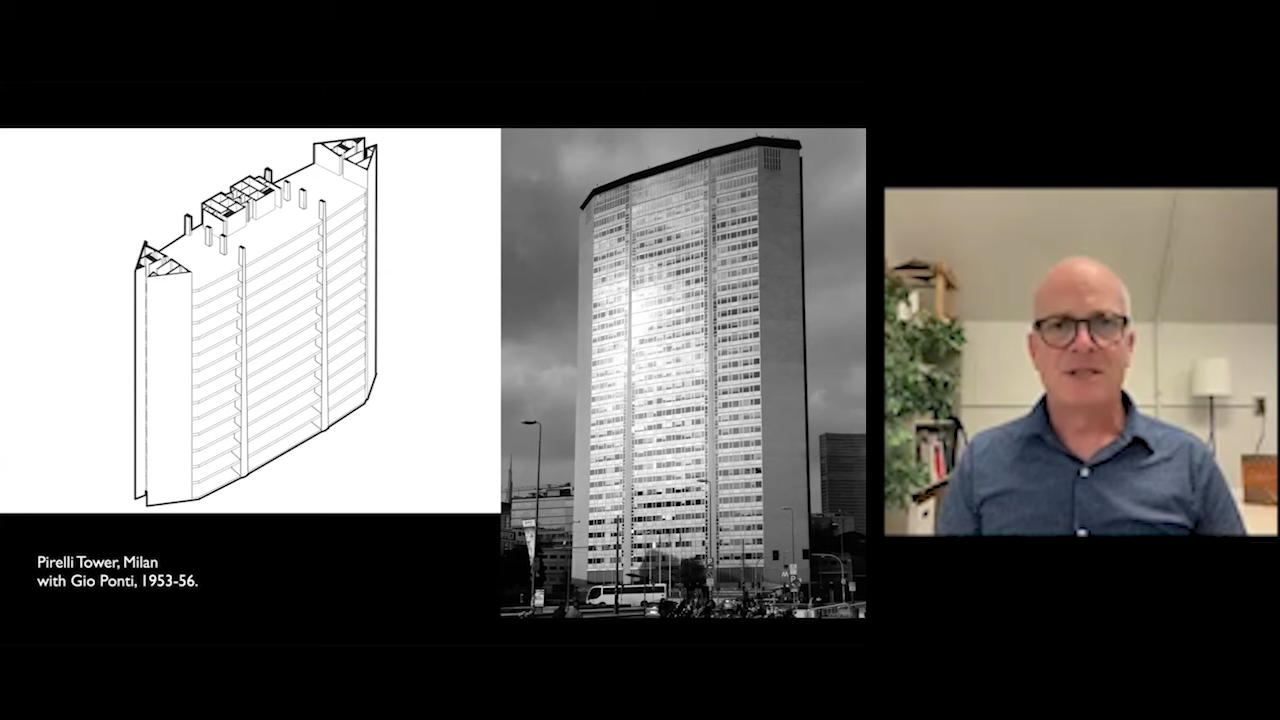 Pirelli Tower, Milan
with Gio Ponti, 1953-56.